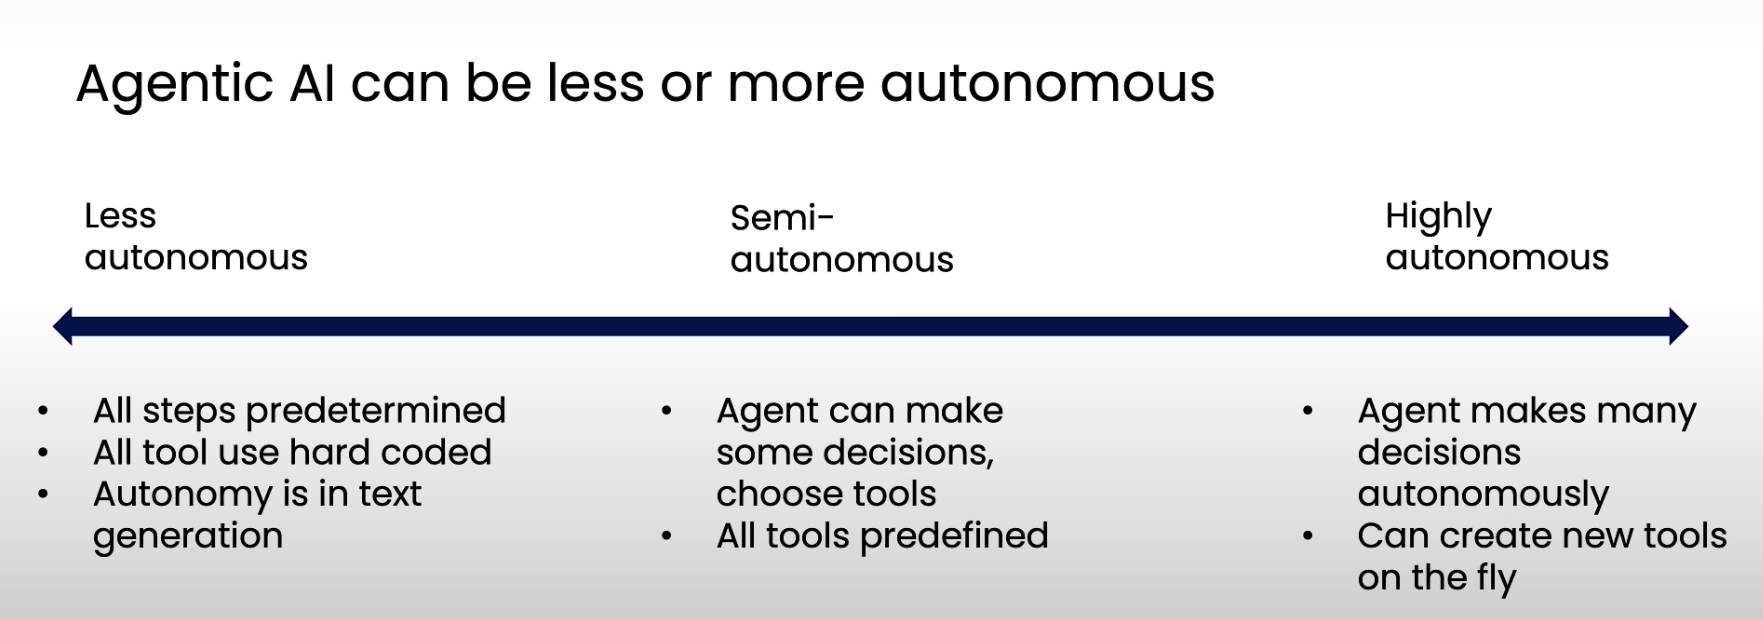 Agentic AI can be less or more autonomous
Less
autonomous
Semi-
autonomous
Highly
autonomous
• All steps predetermined
• All tool use hard coded
• Autonomy is in text
generation
• Agent can make
some decisions,
choose tools
• All tools predefined
• Agent makes many
decisions
autonomously
• Can create new tools
on the fly